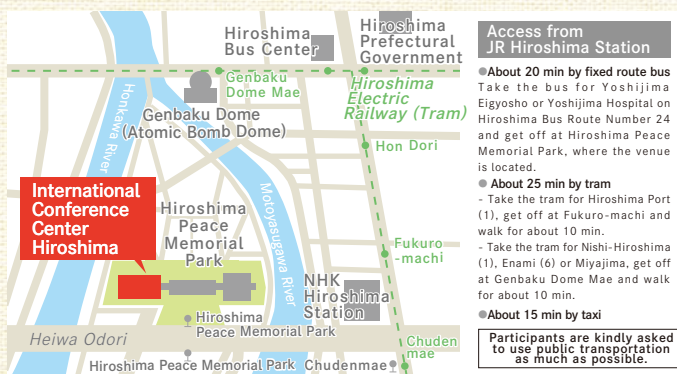 Hiroshima
Bus Center
Hiroshima
Prefectural
Government
Genbaku
Dome Mae
Hiroshima
Electric
Railway (Tram)
Honkawa River
Genbaku Dome
(Atomic Bomb Dome)
Hon Dori
International
Conference
Center
Hiroshima
Hiroshima
Peace
Memorial
Park
Motoyasugawa River
Fukuro
-machi
NHK
Hiroshima
Station
Hiroshima
Peace Memorial Park
Heiwa Odori
Chuden
mae
Hiroshima Peace Memorial Park
Chudenmae
Access from
JR Hiroshima Station
●About 20 min by fixed route bus
Take the bus for Yoshijima
Eigyosho or Yoshijima Hospital on
Hiroshima Bus Route Number 24
and get off at Hiroshima Peace
Memorial Park, where the venue
is located.
● About 25 min by tram
- Take the tram for Hiroshima Port
(1), get off at Fukuro-machi and
walk for about 10 min.
- Take the tram for Nishi-Hiroshima
(1), Enami (6) or Miyajima, get off
at Genbaku Dome Mae and walk
for about 10 min.
●About 15 min by taxi
Participants are kindly asked
to use public transportation
as much as possible.